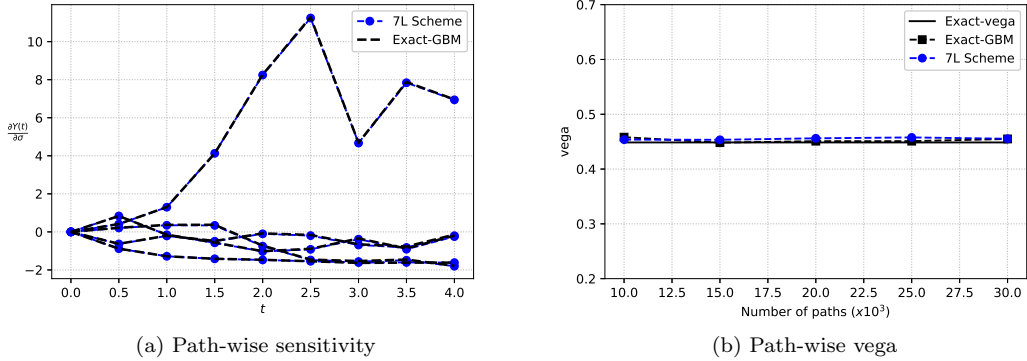 10
8
6
4
2
0
−2
∂Y(t)
∂σ
7L Scheme
Exact-GBM
0.0 0.5 1.0 1.5 2.0 2.5 3.0 3.5 4.0
t
(a) Path-wise sensitivity
0.7
0.6
0.5
0.4
0.3
0.2
vega
Exact-vega
Exact-GBM
7L Scheme
10.0 12.5 15.0 17.5 20.0 22.5 25.0 27.5 30.0
Number of paths (x10³)
(b) Path-wise vega